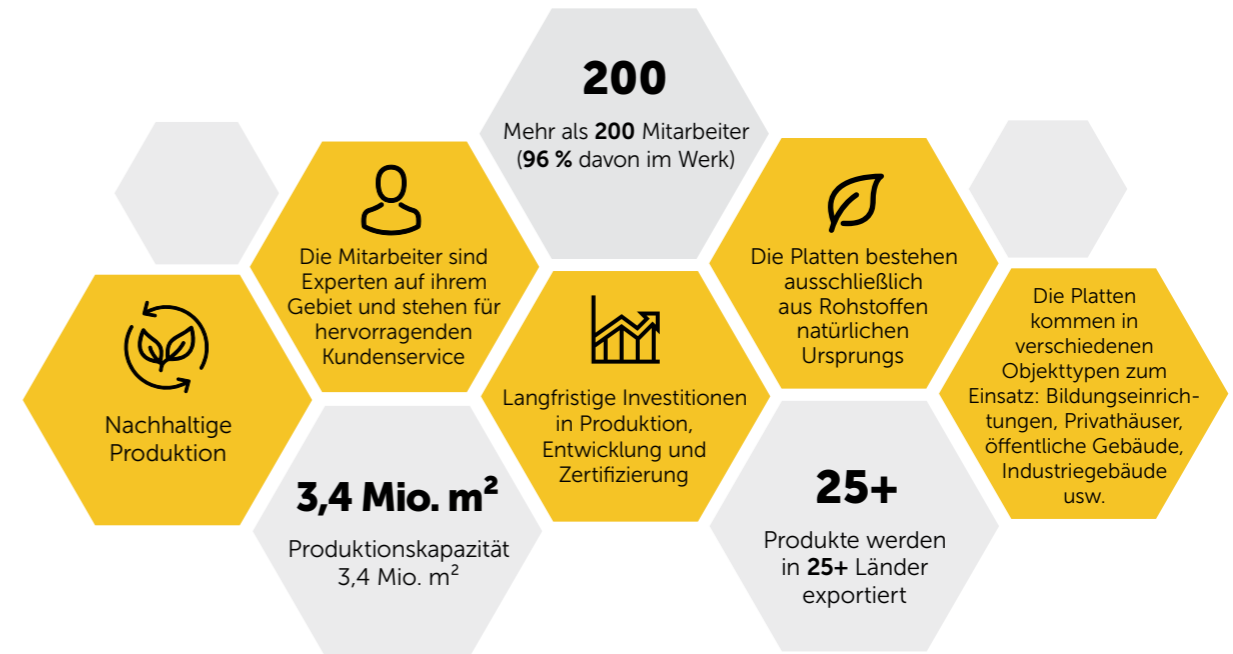 200
Mehr als 200 Mitarbeiter
(96 % davon im Werk)
Die Mitarbeiter sind
Experten auf ihrem
Gebiet und stehen für
hervorragenden
Kundenservice
Die Platten bestehen
ausschließlich
aus Rohstoffen
natürlichen
Ursprungs
Nachhaltige
Produktion
Langfristige Investitionen
in Produktion,
Entwicklung und
Zertifizierung
Die Platten
kommen in
verschiedenen
Objekttypen zum
Einsatz: Bildungseinrich-
tungen, Privathäuser,
öffentliche Gebäude,
Industriegebäude
usw.
3,4 Mio. m²
Produktionskapazität
3,4 Mio. m²
25+
Produkte werden
in 25+ Länder
exportiert